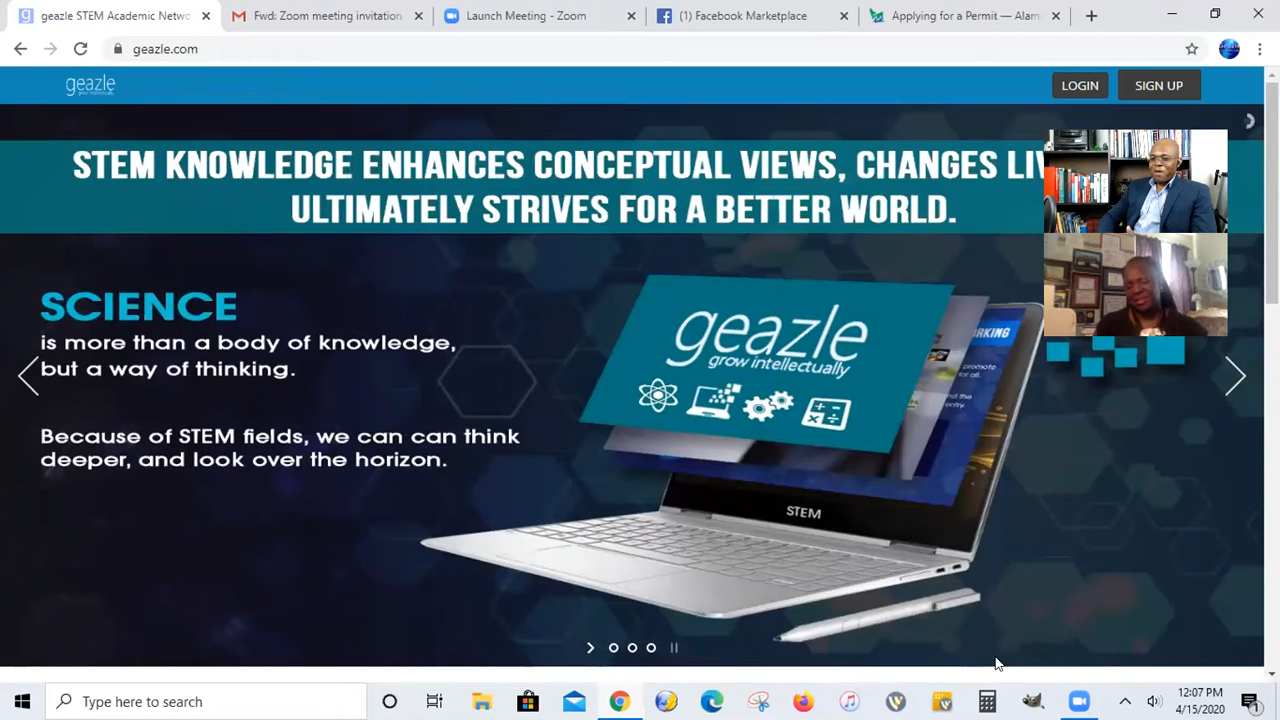 geazle STEM Academic Netwo
Fwd: Zoom meeting invitation
Launch Meeting - Zoom
(1) Facebook Marketplace
Applying for a Permit — Alam
geazle.com
geazle
LOGIN
SIGN UP
STEM KNOWLEDGE ENHANCES CONCEPTUAL VIEWS, CHANGES LIV
ULTIMATELY STRIVES FOR A BETTER WORLD.
SCIENCE
is more than a body of knowledge,
but a way of thinking.
Because of STEM fields, we can can think
deeper, and look over the horizon.
geazle
grow intellectually
STEM
Type here to search
12:07 PM
4/15/2020